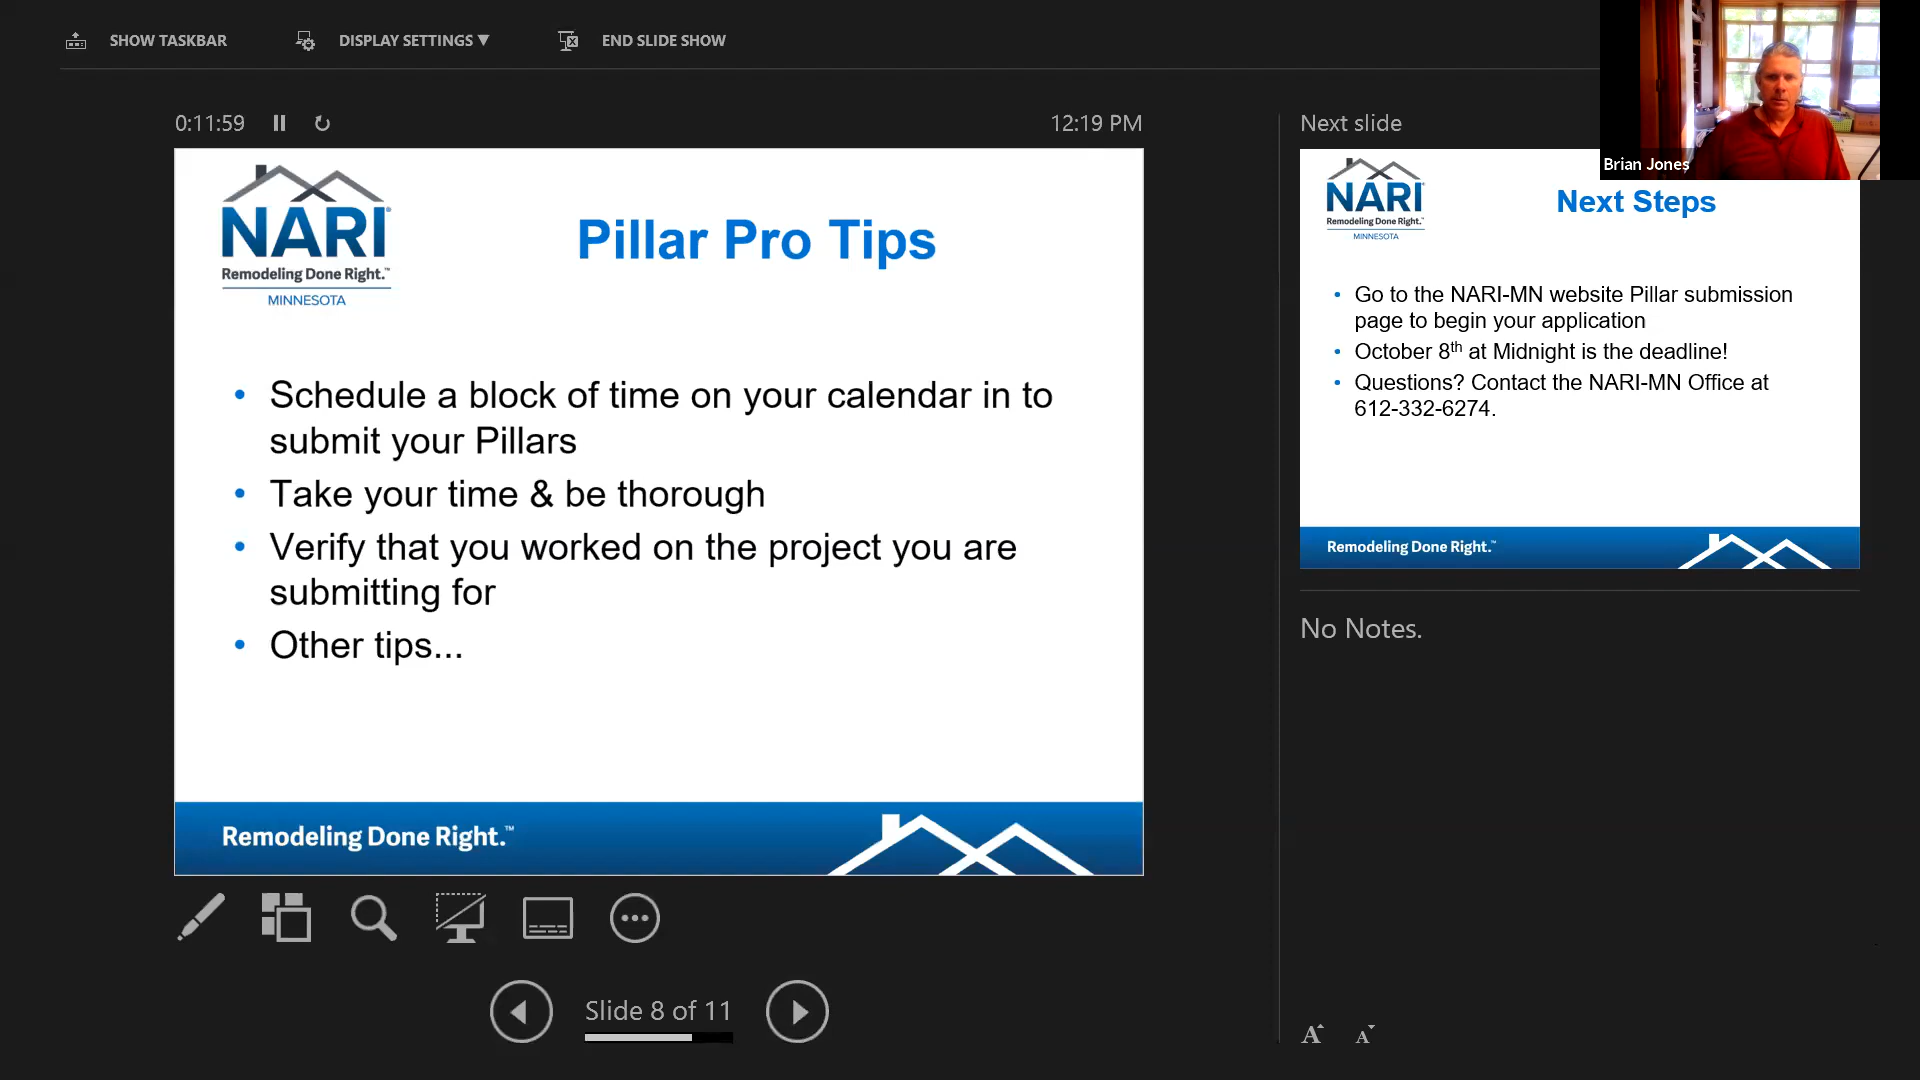 SHOW TASKBAR
DISPLAY SETTINGS ▼
END SLIDE SHOW
0:11:59
12:19 PM
NARI®
Remodeling Done Right.™
MINNESOTA
Pillar Pro Tips
• Schedule a block of time on your calendar in to
submit your Pillars
• Take your time & be thorough
• Verify that you worked on the project you are
submitting for
• Other tips...
Remodeling Done Right.™
Slide 8 of 11
Next slide
Brian Jones
NARI
Remodeling Done Right.™
MINNESOTA
Next Steps
• Go to the NARI-MN website Pillar submission
page to begin your application
• October 8th at Midnight is the deadline!
• Questions? Contact the NARI-MN Office at
612-332-6274.
Remodeling Done Right.™
No Notes.
A A